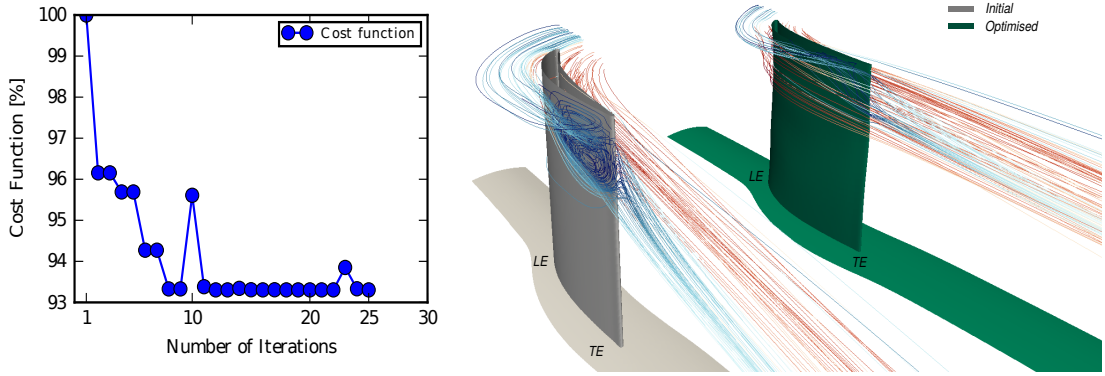 100
99
98
97
96
95
94
93
Cost Function [%]
Cost function
1
10
20
25
30
Number of Iterations
LE
TE
Initial
Optimised
LE
TE